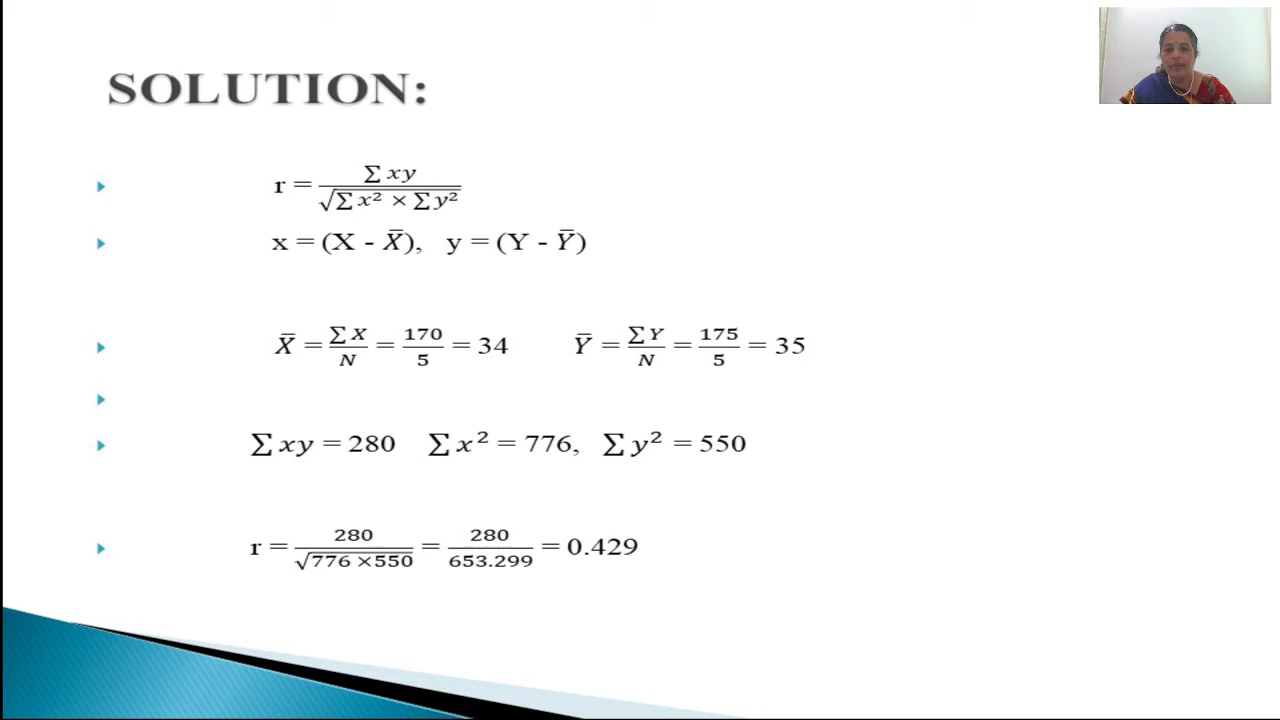 SOLUTION:
r = ∑ xy / √(∑ x² × ∑ y²)
x = (X - X̄), y = (Y - Ȳ)
X̄ = ∑ X / N = 170 / 5 = 34 Ȳ = ∑ Y / N = 175 / 5 = 35
∑ xy = 280 ∑ x² = 776, ∑ y² = 550
r = 280 / √(776 ×550) = 280 / 653.299 = 0.429